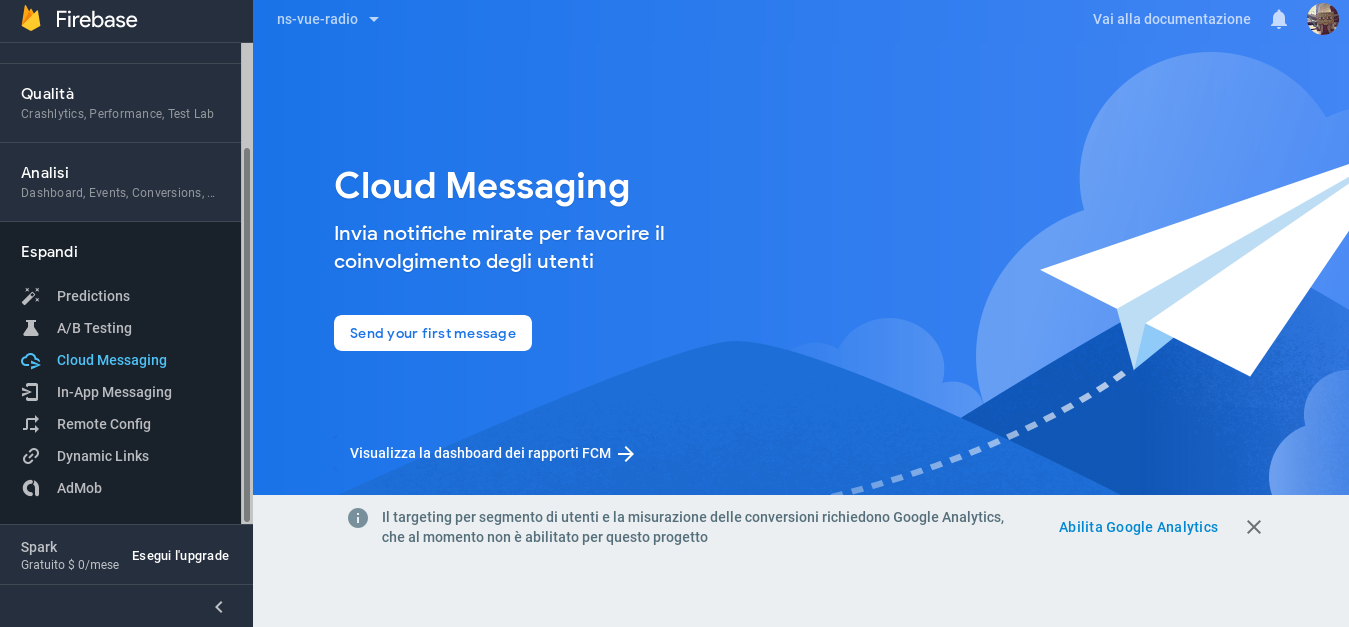 Firebase
ns-vue-radio
Vai alla documentazione
Qualità
Crashlytics, Performance, Test Lab
Analisi
Dashboard, Events, Conversions, ...
Espandi
Predictions
A/B Testing
Cloud Messaging
In-App Messaging
Remote Config
Dynamic Links
AdMob
Spark
Gratuito $ 0/mese
Esegui l'upgrade
Cloud Messaging
Invia notifiche mirate per favorire il
coinvolgimento degli utenti
Send your first message
Visualizza la dashboard dei rapporti FCM
Il targeting per segmento di utenti e la misurazione delle conversioni richiedono Google Analytics,
che al momento non è abilitato per questo progetto
Abilita Google Analytics